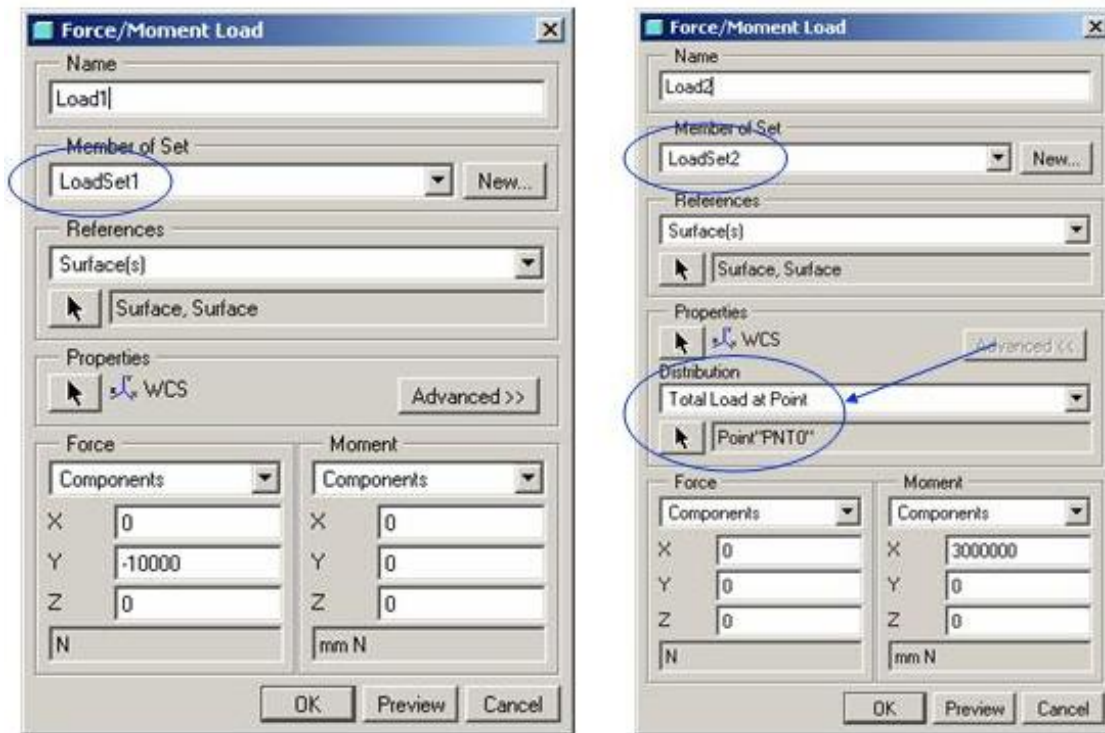 Force/Moment Load
Name
Load1
Member of Set
LoadSet1
New...
References
Surface(s)
Surface, Surface
Properties
WCS
Advanced >>
Force
Moment
Components
Components
X 0
X 0
Y -10000
Y 0
Z 0
Z 0
N
mm N
OK Preview Cancel
Force/Moment Load
Name
Load2
Member of Set
LoadSet2
New...
References
Surface(s)
Surface, Surface
Properties
WCS
Advanced <<
Distribution
Total Load at Point
Point"PNT0"
Force
Moment
Components
Components
X 0
X 3000000
Y 0
Y 0
Z 0
Z 0
N
mm N
OK Preview Cancel